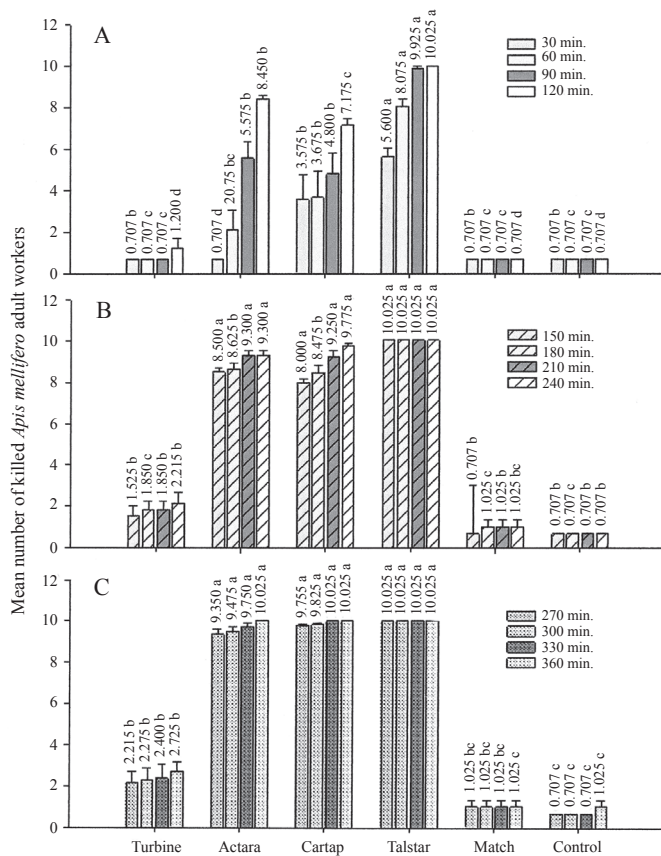 Mean number of killed Apis mellifero adult workers
A
12
10
8
6
4
2
0
0.707 b
0.707 c
0.707 c
1.200 d
0.707 d
20.75 bc
5.575 b
8.450 b
3.575 b
3.675 b
4.800 b
7.175 c
5.600 a
8.075 a
9.925 a
10.025 a
0.707 b
0.707 c
0.707 c
0.707 d
0.707 b
0.707 c
0.707 c
0.707 d
30 min.
60 min.
90 min.
120 min.
B
12
10
8
6
4
2
0
1.525 b
1.850 c
1.850 b
2.215 b
8.500 a
8.625 b
9.300 a
9.300 a
8.000 a
8.475 b
9.250 a
9.775 a
10.025 a
10.025 a
10.025 a
10.025 a
0.707 b
1.025 c
1.025 b
1.025 bc
0.707 b
0.707 c
0.707 b
0.707 b
150 min.
180 min.
210 min.
240 min.
C
12
10
8
6
4
2
0
2.215 b
2.275 b
2.400 b
2.725 b
9.350 a
9.475 a
9.750 a
10.025 a
9.755 a
9.825 a
10.025 a
10.025 a
10.025 a
10.025 a
10.025 a
10.025 a
1.025 bc
1.025 bc
1.025 bc
1.025 c
0.707 c
0.707 c
0.707 c
1.025 c
270 min.
300 min.
330 min.
360 min.
Turbine
Actara
Cartap
Talstar
Match
Control